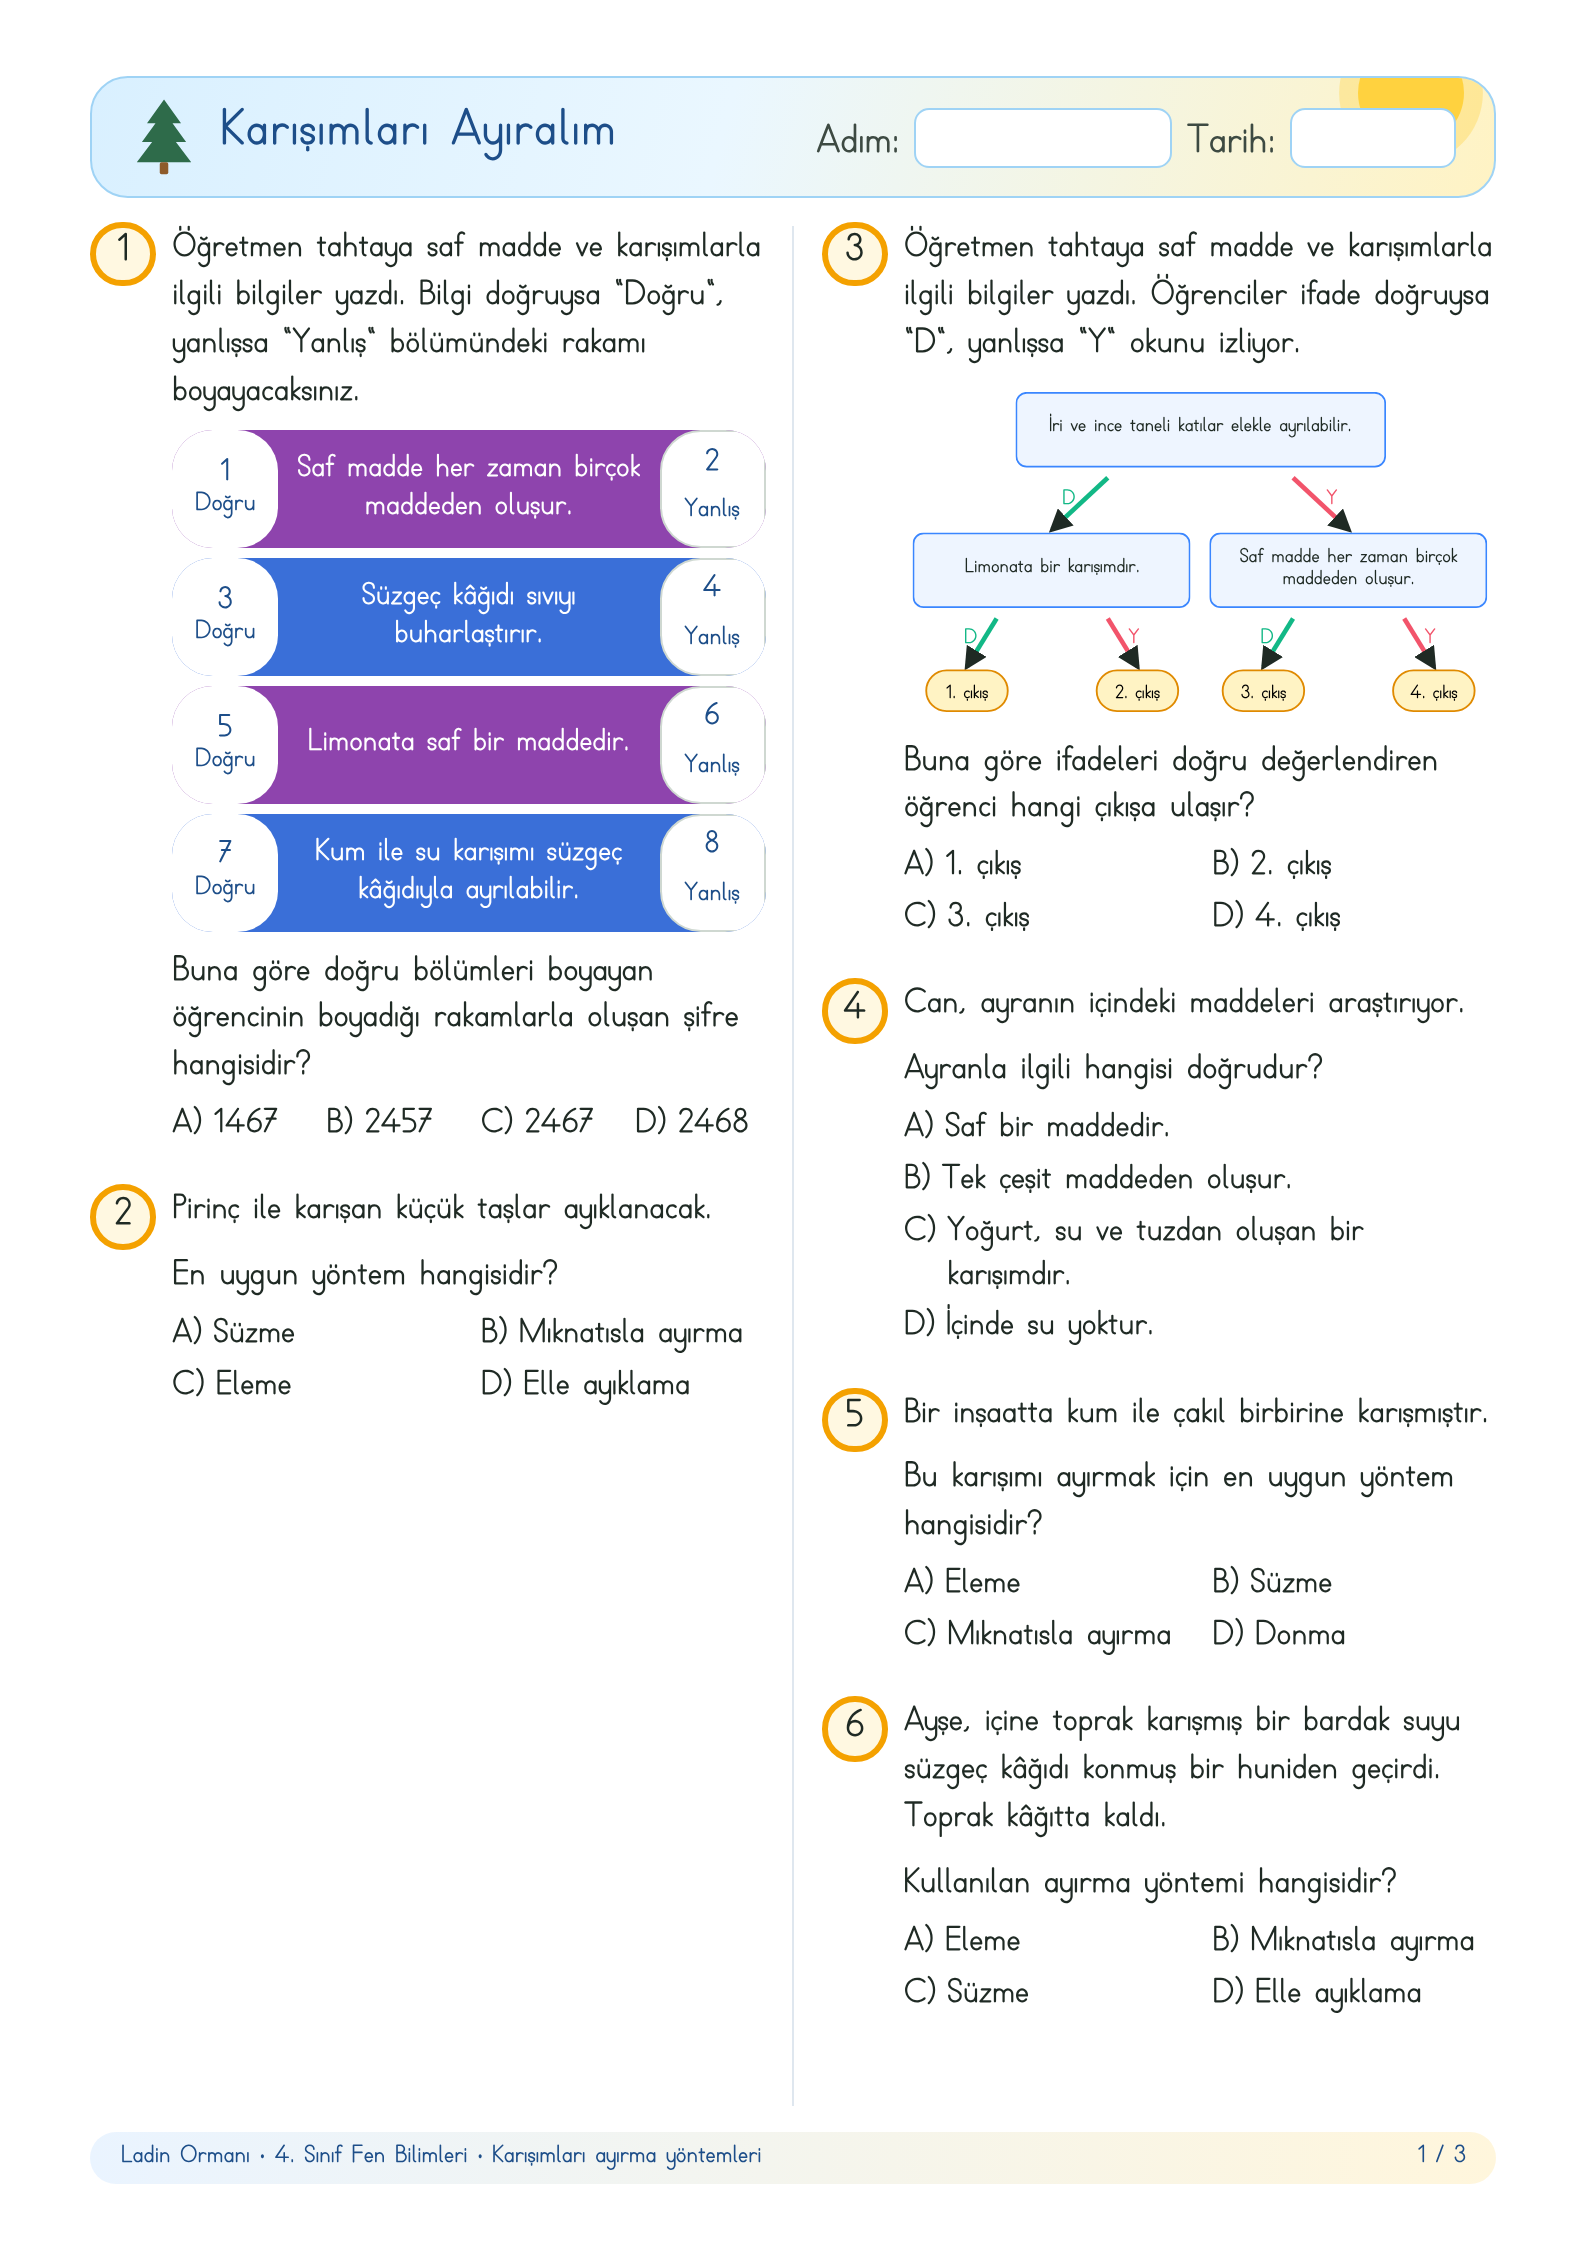 Karışımları Ayıralım
Adım:
Tarih:
1
Öğretmen tahtaya saf madde ve karışımlarla
ilgili bilgiler yazdı. Bilgi doğruysa "Doğru",
yanlışsa "Yanlış" bölümündeki rakamı
boyayacaksınız.
1
Doğru
Saf madde her zaman birçok
maddeden oluşur.
2
Yanlış
3
Doğru
Süzgeç kâğıdı sıvıyı
buharlaştırır.
4
Yanlış
5
Doğru
Limonata saf bir maddedir.
6
Yanlış
7
Doğru
Kum ile su karışımı süzgeç
kâğıdıyla ayrılabilir.
8
Yanlış
Buna göre doğru bölümleri boyayan
öğrencinin boyadığı rakamlarla oluşan şifre
hangisidir?
A) 1467 B) 2457 C) 2467 D) 2468
2
Pirinç ile karışan küçük taşlar ayıklanacak.
En uygun yöntem hangisidir?
A) Süzme B) Mıknatısla ayırma
C) Eleme D) Elle ayıklama
3
Öğretmen tahtaya saf madde ve karışımlarla
ilgili bilgiler yazdı. Öğrenciler ifade doğruysa
"D", yanlışsa "Y" okunu izliyor.
İri ve ince taneli katılar elekle ayrılabilir.
D Y
Limonata bir karışımdır.
Saf madde her zaman birçok
maddeden oluşur.
D Y D Y
1. çıkış 2. çıkış 3. çıkış 4. çıkış
Buna göre ifadeleri doğru değerlendiren
öğrenci hangi çıkışa ulaşır?
A) 1. çıkış B) 2. çıkış
C) 3. çıkış D) 4. çıkış
4
Can, ayranın içindeki maddeleri araştırıyor.
Ayranla ilgili hangisi doğrudur?
A) Saf bir maddedir.
B) Tek çeşit maddeden oluşur.
C) Yoğurt, su ve tuzdan oluşan bir
karışımdır.
D) İçinde su yoktur.
5
Bir inşaatta kum ile çakıl birbirine karışmıştır.
Bu karışımı ayırmak için en uygun yöntem
hangisidir?
A) Eleme B) Süzme
C) Mıknatısla ayırma D) Donma
6
Ayşe, içine toprak karışmış bir bardak suyu
süzgeç kâğıdı konmuş bir huniden geçirdi.
Toprak kâğıtta kaldı.
Kullanılan ayırma yöntemi hangisidir?
A) Eleme B) Mıknatısla ayırma
C) Süzme D) Elle ayıklama
Ladin Ormanı • 4. Sınıf Fen Bilimleri • Karışımları ayırma yöntemleri
1 / 3